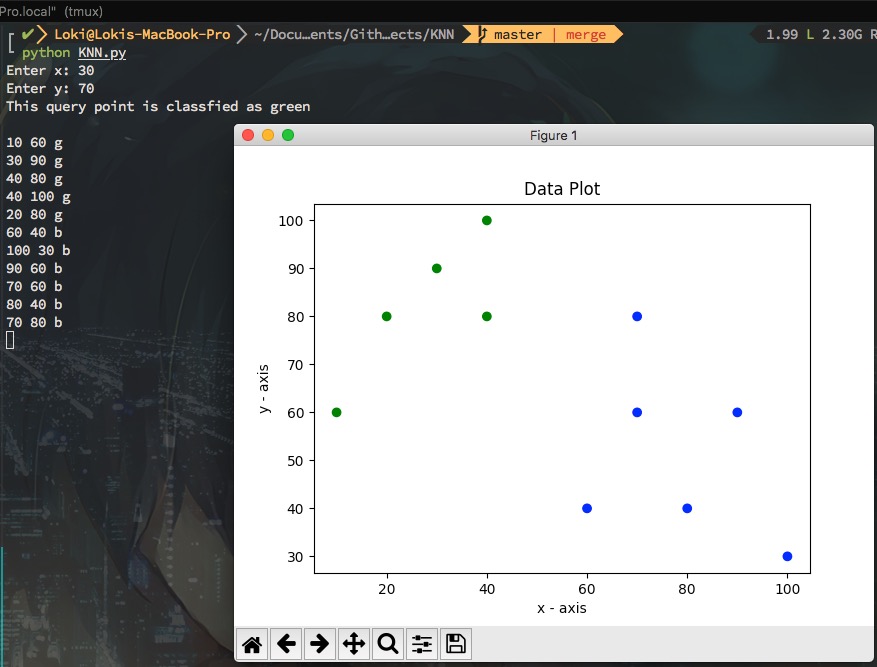 Pro.local" (tmux)
✔ Loki@Lokis-MacBook-Pro ~/Docu…ents/Gith…ects/KNN master | merge 1.99 L 2.30G R
python KNN.py
Enter x: 30
Enter y: 70
This query point is classfied as green
10 60 g
30 90 g
40 80 g
40 100 g
20 80 g
60 40 b
100 30 b
90 60 b
70 60 b
80 40 b
70 80 b
Figure 1
Data Plot
100
90
80
70
60
50
40
30
y - axis
20 40 60 80 100
x - axis